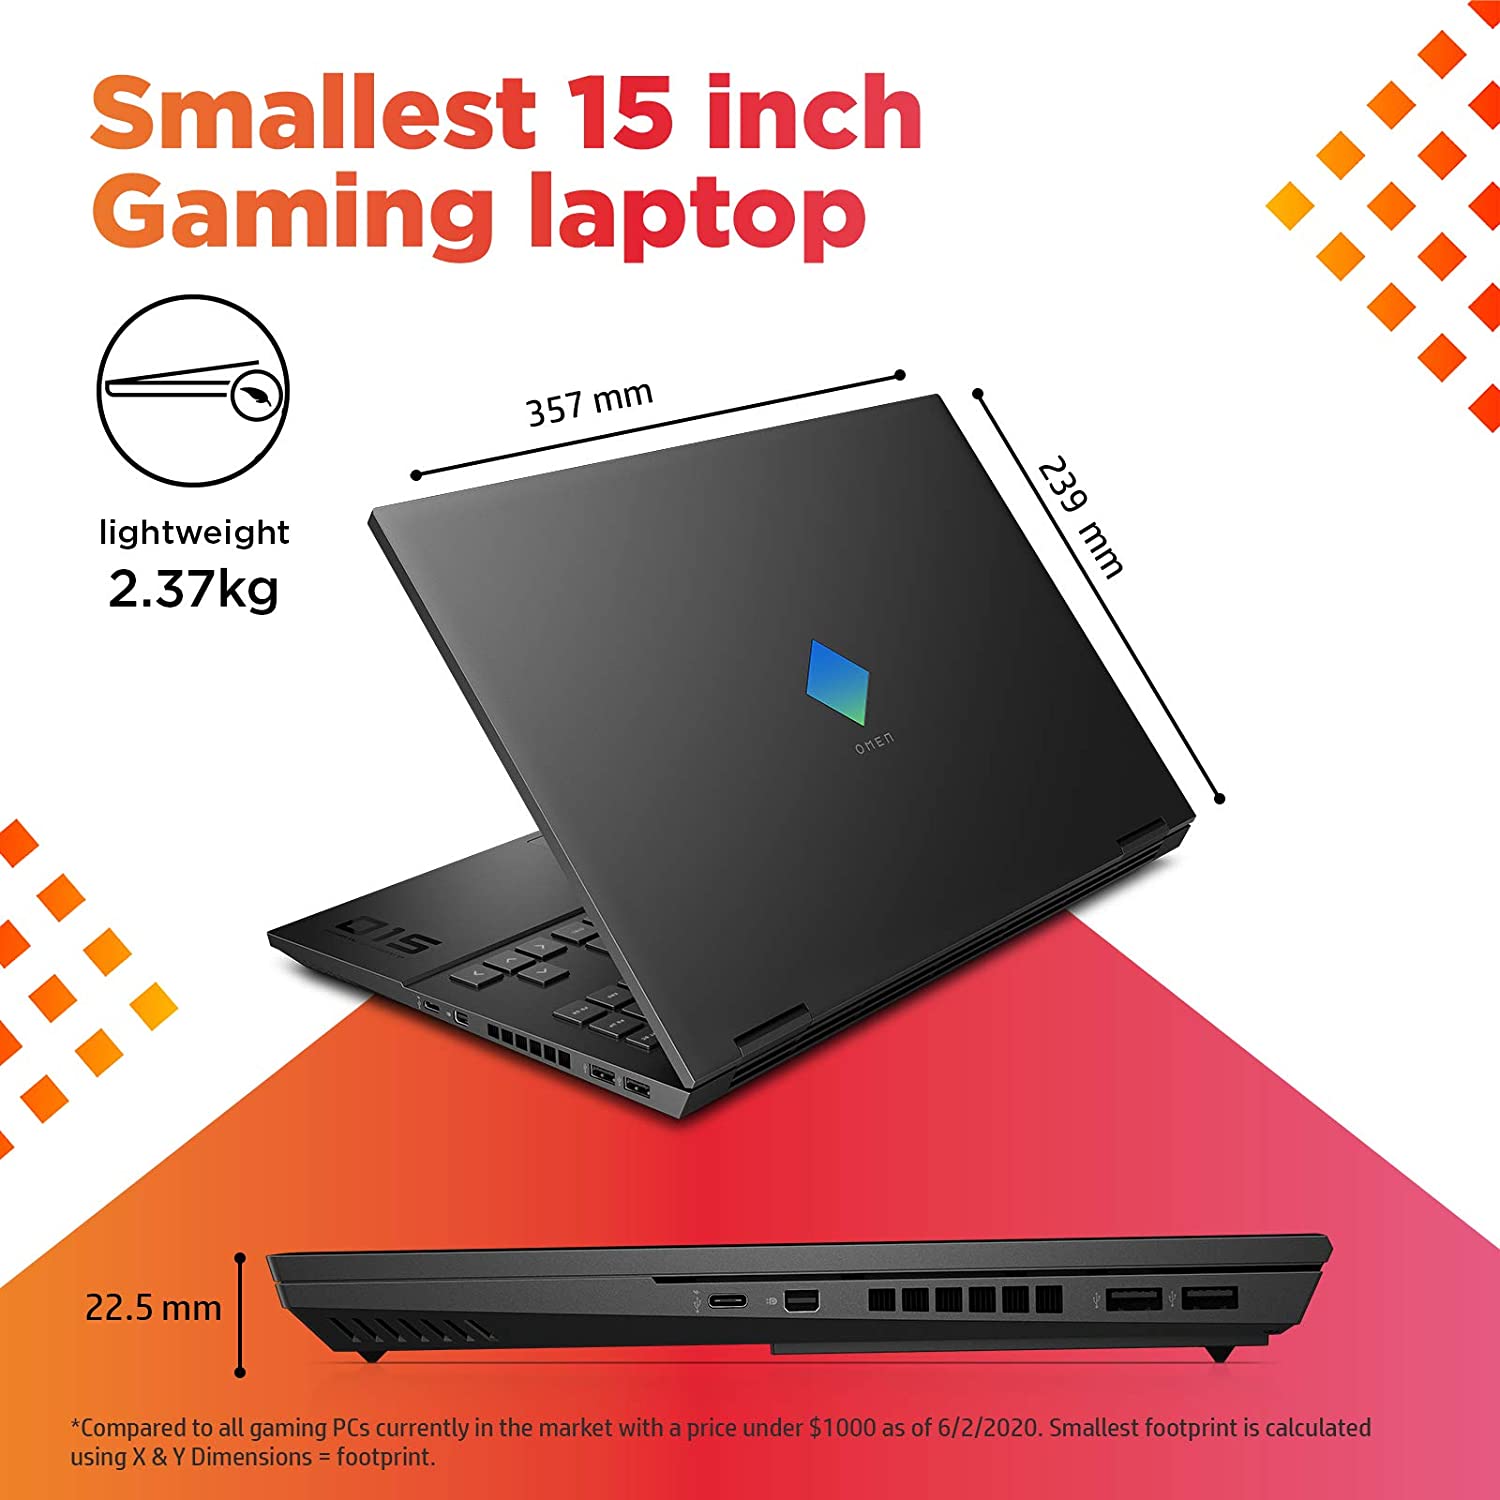 Smallest 15 inch
Gaming laptop
357 mm
239 mm
lightweight
2.37kg
OMEN
15
22.5 mm
*Compared to all gaming PCs currently in the market with a price under $1000 as of 6/2/2020. Smallest footprint is calculated
using X & Y Dimensions = footprint.